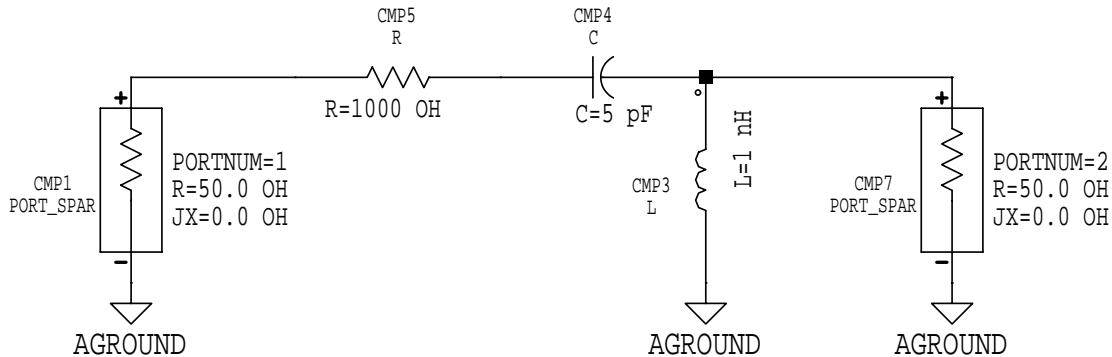 CMP5
R
R=1000 OH
CMP4
C
C=5 pF
+
PORTNUM=1
R=50.0 OH
JX=0.0 OH
CMP1
PORT_SPAR
−
AGROUND
CMP3
L
L=1 nH
AGROUND
+
PORTNUM=2
R=50.0 OH
JX=0.0 OH
CMP7
PORT_SPAR
−
AGROUND